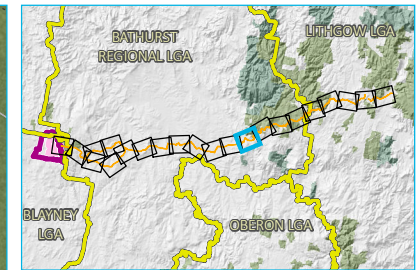 BATHURST
REGIONAL LGA
LITHGOW LGA
BLAYNEY
LGA
OBERON LGA